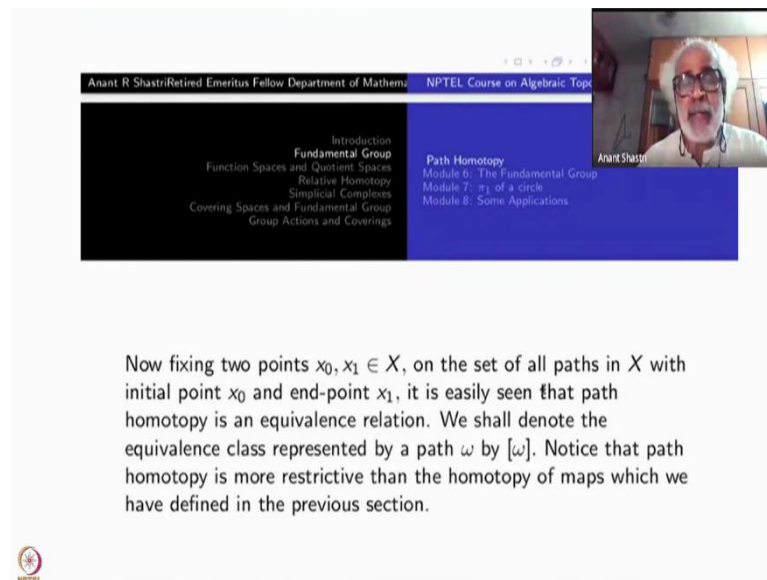 Anant R ShastriRetired Emeritus Fellow Department of Mathema
NPTEL Course on Algebraic Topo
Anant Shastri
Introduction
Fundamental Group
Function Spaces and Quotient Spaces
Relative Homotopy
Simplicial Complexes
Covering Spaces and Fundamental Group
Group Actions and Coverings
Path Homotopy
Module 6: The Fundamental Group
Module 7: π₁ of a circle
Module 8: Some Applications
Now fixing two points x₀, x₁ ∈ X, on the set of all paths in X with
initial point x₀ and end-point x₁, it is easily seen that path
homotopy is an equivalence relation. We shall denote the
equivalence class represented by a path ω by [ω]. Notice that path
homotopy is more restrictive than the homotopy of maps which we
have defined in the previous section.
NPTEL